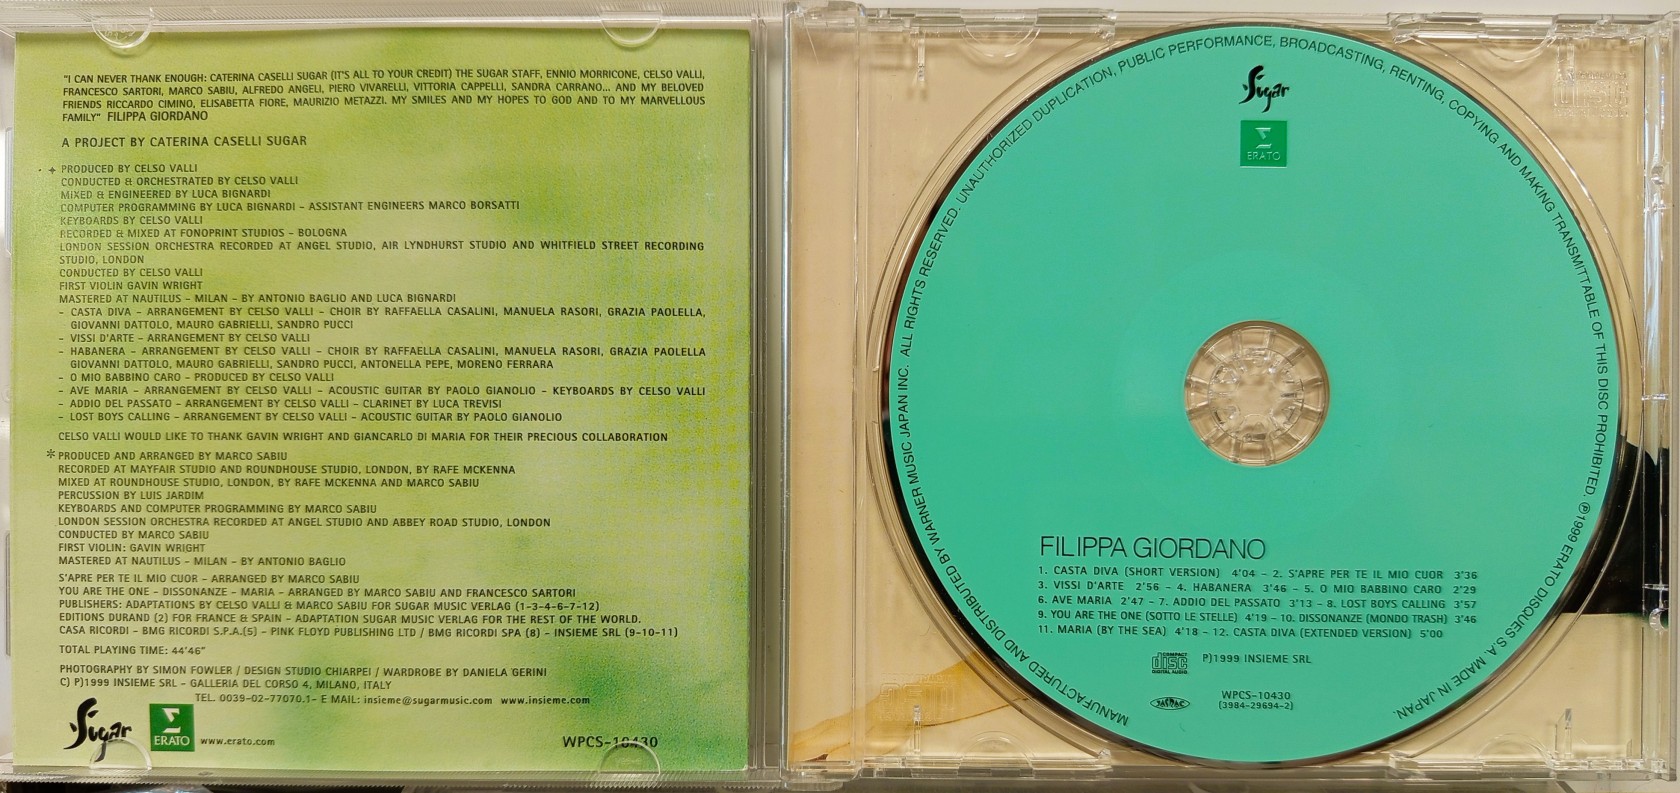 "I CAN NEVER THANK ENOUGH: CATERINA CASELLI SUGAR (IT'S ALL TO YOUR CREDIT) THE SUGAR STAFF, ENNIO MORRICONE, CELSO VALLI,
FRANCESCO SARTORI, MARCO SABIU, ALFREDO ANGELI, PIERO VIVARELLI, VITTORIA CAPPELLI, SANDRA CARRANO... AND MY BELOVED
FRIENDS RICCARDO CIMINO, ELISABETTA FIORE, MAURIZIO METAZZI. MY SMILES AND MY HOPES TO GOD AND TO MY MARVELLOUS
FAMILY" FILIPPA GIORDANO
A PROJECT BY CATERINA CASELLI SUGAR
PRODUCED BY CELSO VALLI
CONDUCTED & ORCHESTRATED BY CELSO VALLI
MIXED & ENGINEERED BY LUCA BIGNARDI
COMPUTER PROGRAMMING BY LUCA BIGNARDI - ASSISTANT ENGINEERS MARCO BORSATTI
KEYBOARDS BY CELSO VALLI
RECORDED & MIXED AT FONOPRINT STUDIOS - BOLOGNA
LONDON SESSION ORCHESTRA RECORDED AT ANGEL STUDIO, AIR LYNDHURST STUDIO AND WHITFIELD STREET RECORDING
STUDIO, LONDON
CONDUCTED BY CELSO VALLI
FIRST VIOLIN GAVIN WRIGHT
MASTERED AT NAUTILUS - MILAN - BY ANTONIO BAGLIO AND LUCA BIGNARDI
- CASTA DIVA - ARRANGEMENT BY CELSO VALLI - CHOIR BY RAFFAELLA CASALINI, MANUELA RASORI, GRAZIA PAOLELLA,
GIOVANNI DATTOLO, MAURO GABRIELLI, SANDRO PUCCI
- VISSI D'ARTE - ARRANGEMENT BY CELSO VALLI
- HABANERA - ARRANGEMENT BY CELSO VALLI - CHOIR BY RAFFAELLA CASALINI, MANUELA RASORI, GRAZIA PAOLELLA
GIOVANNI DATTOLO, MAURO GABRIELLI, SANDRO PUCCI, ANTONELLA PEPE, MORENO FERRARA
- O MIO BABBINO CARO - PRODUCED BY CELSO VALLI
- AVE MARIA - ARRANGEMENT BY CELSO VALLI - ACOUSTIC GUITAR BY PAOLO GIANOLIO - KEYBOARDS BY CELSO VALLI
- ADDIO DEL PASSATO - ARRANGEMENT BY CELSO VALLI - CLARINET BY LUCA TREVISI
- LOST BOYS CALLING - ARRANGEMENT BY CELSO VALLI - ACOUSTIC GUITAR BY PAOLO GIANOLIO
CELSO VALLI WOULD LIKE TO THANK GAVIN WRIGHT AND GIANCARLO DI MARIA FOR THEIR PRECIOUS COLLABORATION
* PRODUCED AND ARRANGED BY MARCO SABIU
RECORDED AT MAYFAIR STUDIO AND ROUNDHOUSE STUDIO, LONDON, BY RAFE MCKENNA
MIXED AT ROUNDHOUSE STUDIO, LONDON, BY RAFE MCKENNA AND MARCO SABIU
PERCUSSION BY LUIS JARDIM
KEYBOARDS AND COMPUTER PROGRAMMING BY MARCO SABIU
LONDON SESSION ORCHESTRA RECORDED AT ANGEL STUDIO AND ABBEY ROAD STUDIO, LONDON
CONDUCTED BY MARCO SABIU
FIRST VIOLIN: GAVIN WRIGHT
MASTERED AT NAUTILUS - MILAN - BY ANTONIO BAGLIO
S'APRE PER TE IL MIO CUOR - ARRANGED BY MARCO SABIU
YOU ARE THE ONE - DISSONANZE - MARIA - ARRANGED BY MARCO SABIU AND FRANCESCO SARTORI
PUBLISHERS: ADAPTATIONS BY CELSO VALLI & MARCO SABIU FOR SUGAR MUSIC VERLAG (1-3-4-6-7-12)
EDITIONS DURAND (2) FOR FRANCE & SPAIN - ADAPTATION SUGAR MUSIC VERLAG FOR THE REST OF THE WORLD.
CASA RICORDI - BMG RICORDI S.P.A.(5) - PINK FLOYD PUBLISHING LTD / BMG RICORDI SPA (8) - INSIEME SRL (9-10-11)
TOTAL PLAYING TIME: 44'46"
PHOTOGRAPHY BY SIMON FOWLER / DESIGN STUDIO CHIARPEI / WARDROBE BY DANIELA GERINI
C) P)1999 INSIEME SRL - GALLERIA DEL CORSO 4, MILANO, ITALY
TEL. 0039-02-77070.1- E MAIL: insieme@sugarmusic.com www.insieme.com
Sugar
ERATO
www.erato.com
WPCS-10430
Sugar
ERATO
MANUFACTURED AND DISTRIBUTED BY WARNER MUSIC JAPAN INC. ALL RIGHTS RESERVED. UNAUTHORIZED DUPLICATION, PUBLIC PERFORMANCE, BROADCASTING, RENTING, COPYING AND MAKING TRANSMITTABLE OF THIS DISC PROHIBITED. ℗1999 ERATO DISQUES S.A. MADE IN JAPAN.
FILIPPA GIORDANO
1. CASTA DIVA (SHORT VERSION) 4'04 - 2. S'APRE PER TE IL MIO CUOR 3'36
3. VISSI D'ARTE 2'56 - 4. HABANERA 3'46 - 5. O MIO BABBINO CARO 2'29
6. AVE MARIA 2'47 - 7. ADDIO DEL PASSATO 3'13 - 8. LOST BOYS CALLING 3'57
9. YOU ARE THE ONE (SOTTO LE STELLE) 4'19 - 10. DISSONANZE (MONDO TRASH) 3'46
11. MARIA (BY THE SEA) 4'18 - 12. CASTA DIVA (EXTENDED VERSION) 5'00
COMPACT
disc
DIGITAL AUDIO
P)1999 INSIEME SRL
JASRAC
WPCS-10430
(3984-29694-2)